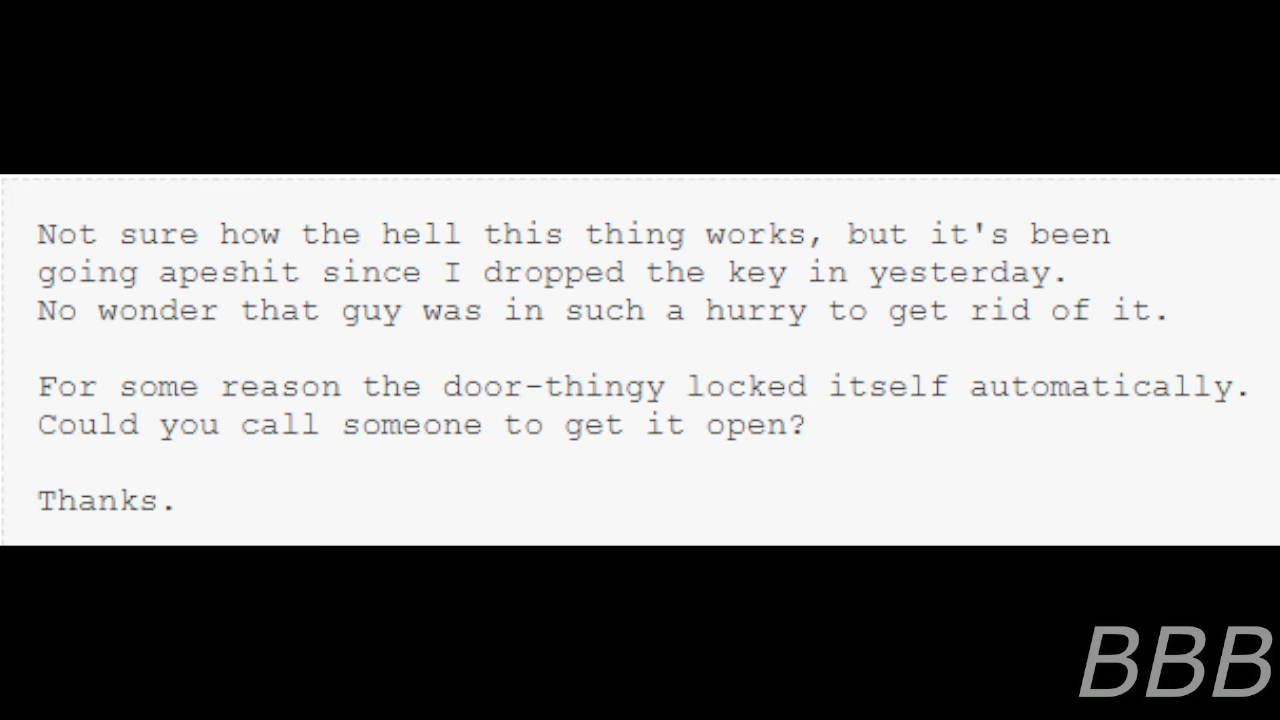 Not sure how the hell this thing works, but it's been
going apeshit since I dropped the key in yesterday.
No wonder that guy was in such a hurry to get rid of it.
For some reason the door-thingy locked itself automatically.
Could you call someone to get it open?
Thanks.
BBB